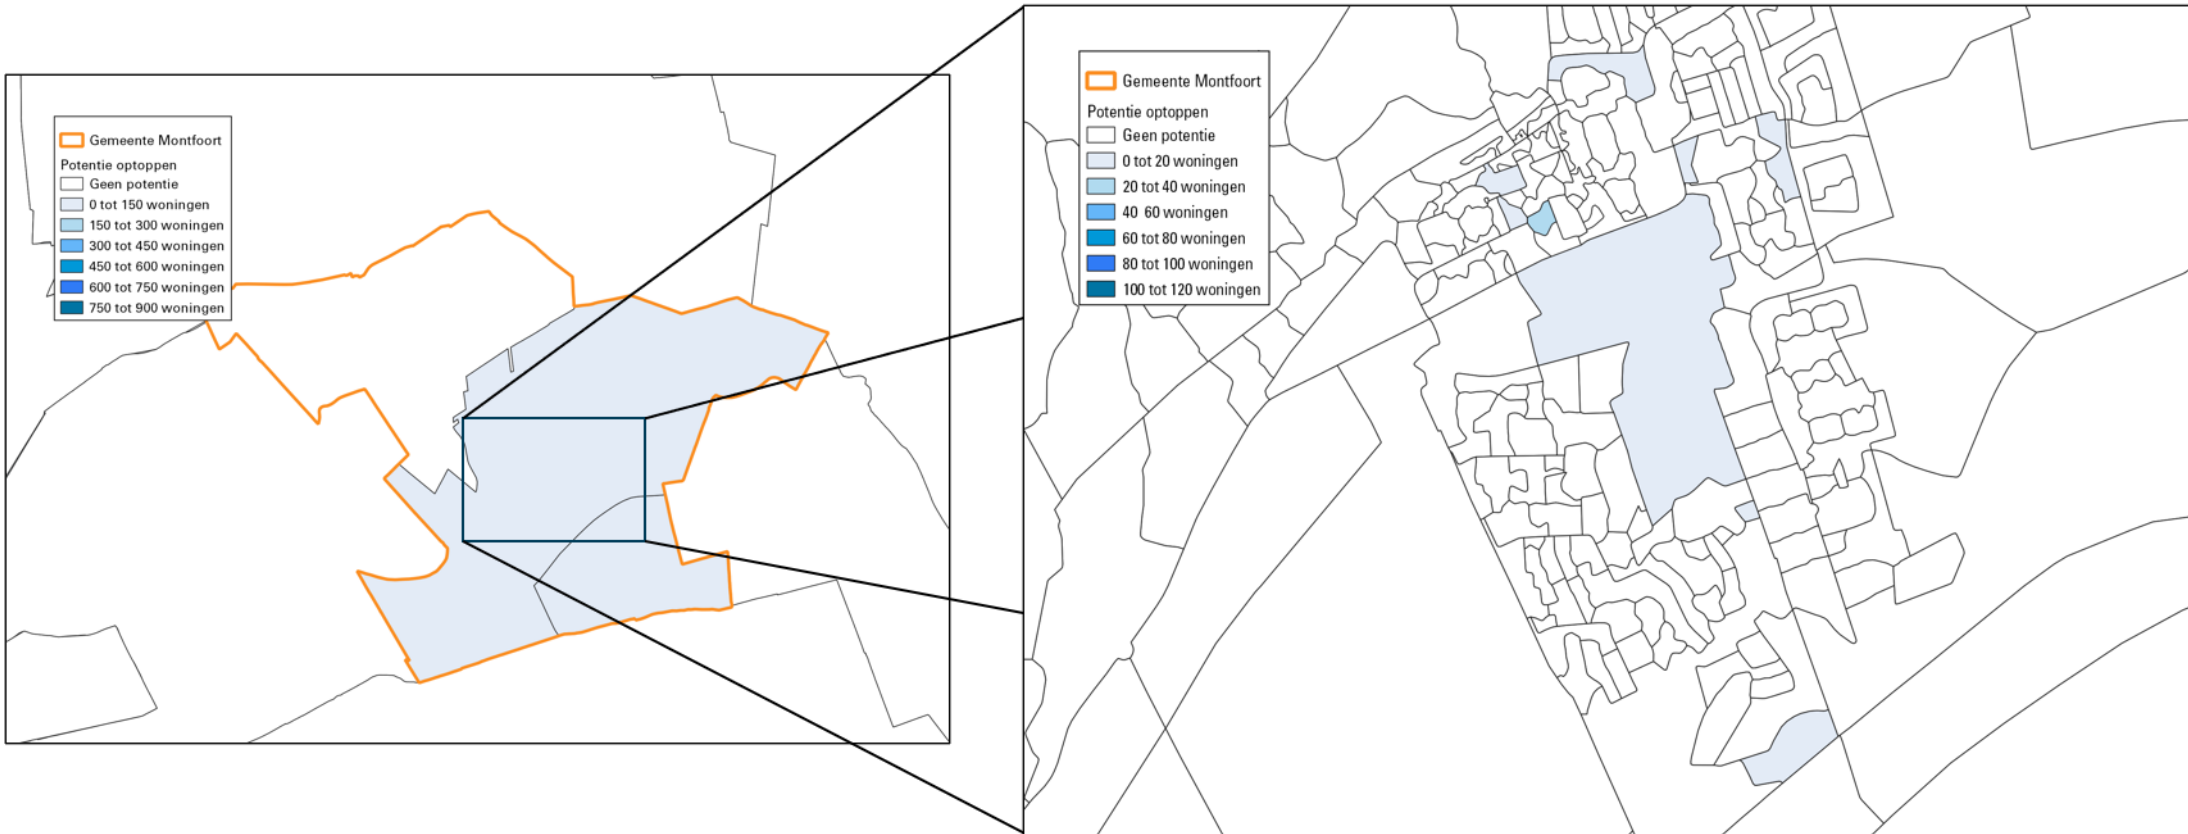 Gemeente Montfoort
Potentie optoppen
Geen potentie
0 tot 150 woningen
150 tot 300 woningen
300 tot 450 woningen
450 tot 600 woningen
600 tot 750 woningen
750 tot 900 woningen
Gemeente Montfoort
Potentie optoppen
Geen potentie
0 tot 20 woningen
20 tot 40 woningen
40 60 woningen
60 tot 80 woningen
80 tot 100 woningen
100 tot 120 woningen